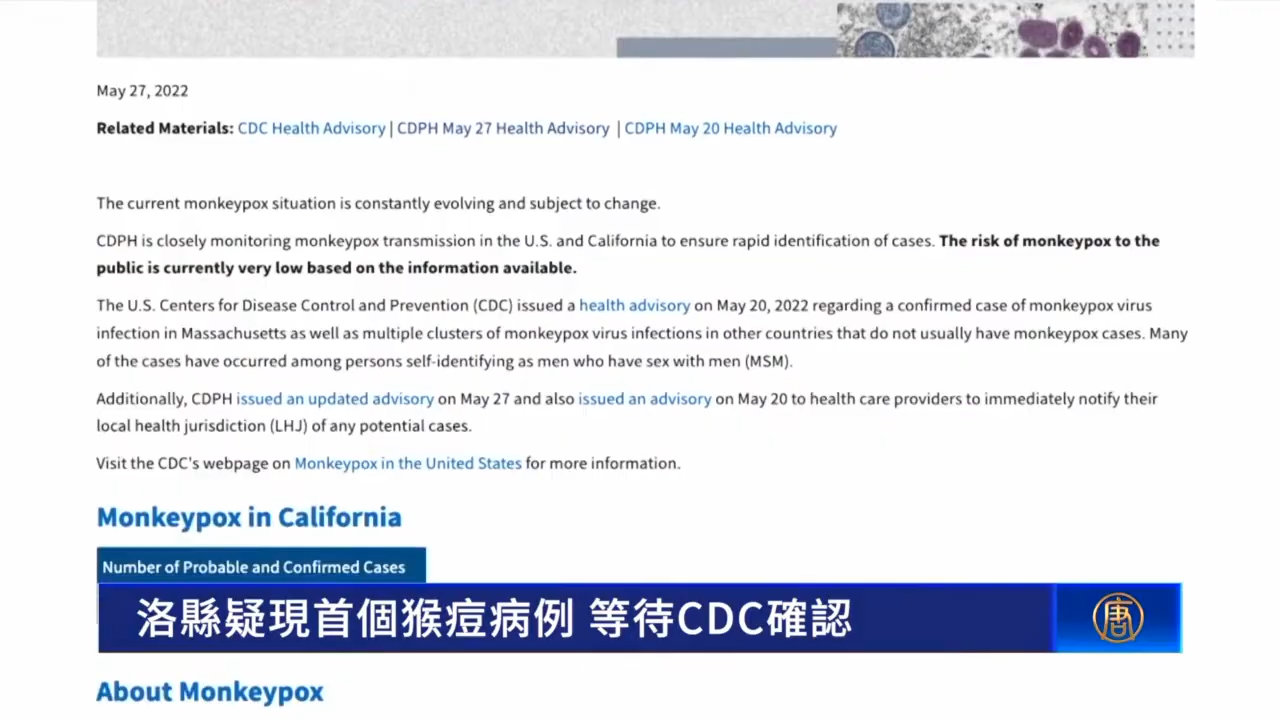 May 27, 2022
Related Materials: CDC Health Advisory | CDPH May 27 Health Advisory | CDPH May 20 Health Advisory
The current monkeypox situation is constantly evolving and subject to change.
CDPH is closely monitoring monkeypox transmission in the U.S. and California to ensure rapid identification of cases. The risk of monkeypox to the
public is currently very low based on the information available.
The U.S. Centers for Disease Control and Prevention (CDC) issued a health advisory on May 20, 2022 regarding a confirmed case of monkeypox virus
infection in Massachusetts as well as multiple clusters of monkeypox virus infections in other countries that do not usually have monkeypox cases. Many
of the cases have occurred among persons self-identifying as men who have sex with men (MSM).
Additionally, CDPH issued an updated advisory on May 27 and also issued an advisory on May 20 to health care providers to immediately notify their
local health jurisdiction (LHJ) of any potential cases.
Visit the CDC's webpage on Monkeypox in the United States for more information.
Monkeypox in California
Number of Probable and Confirmed Cases
洛縣疑現首個猴痘病例 等待CDC確認
唐
About Monkeypox